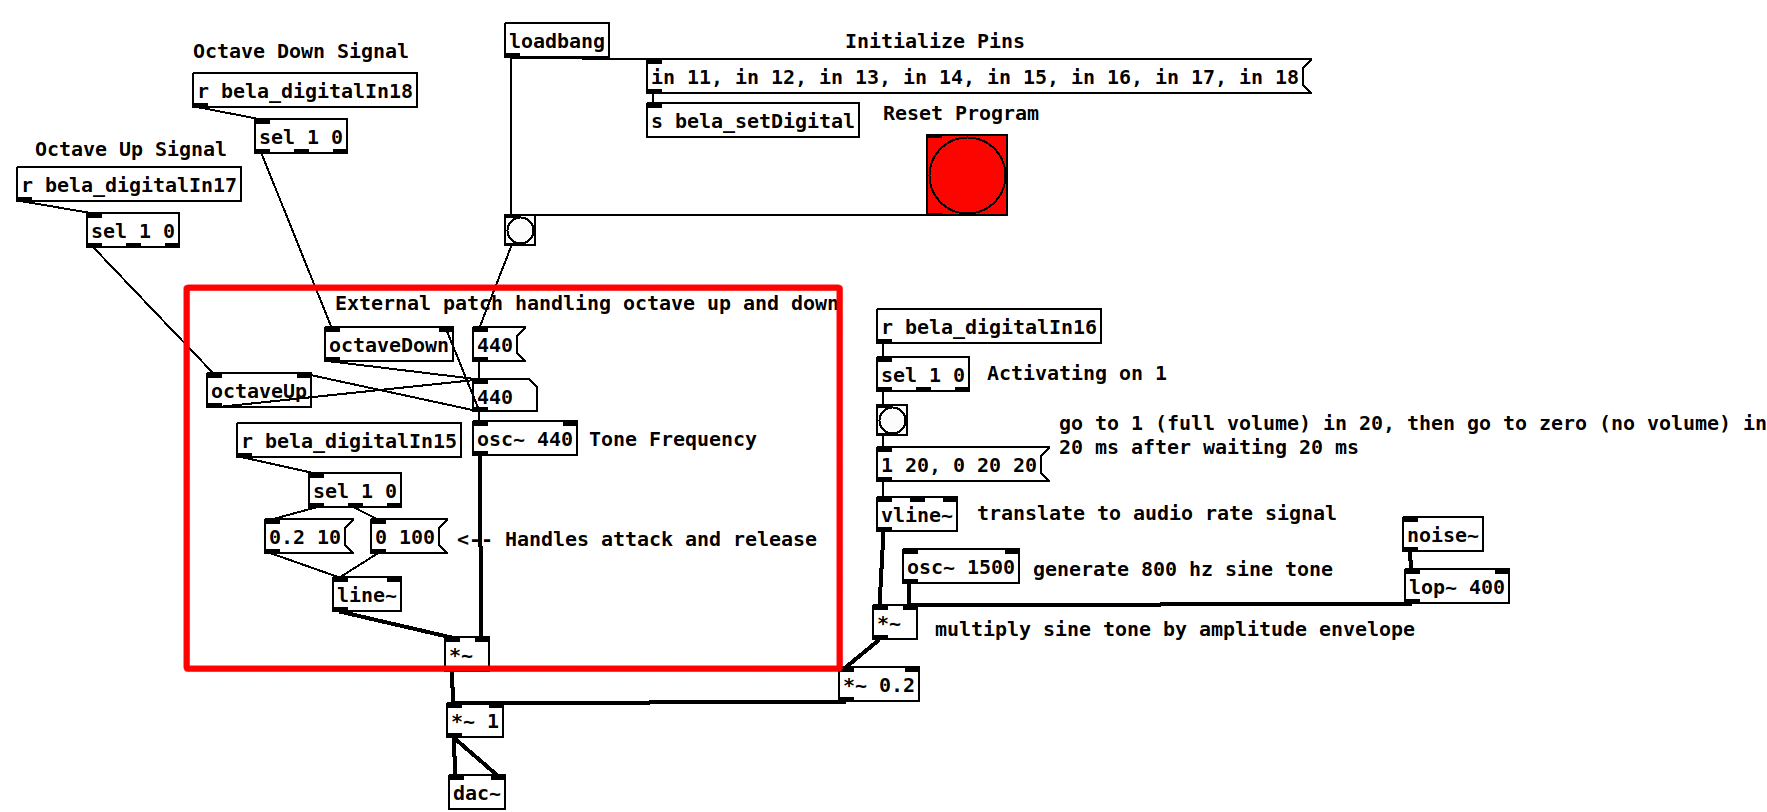 loadbang
Initialize Pins
Octave Down Signal
in 11, in 12, in 13, in 14, in 15, in 16, in 17, in 18
r bela_digitalIn18
s bela_setDigital
Reset Program
sel 1 0
Octave Up Signal
r bela_digitalIn17
sel 1 0
External patch handling octave up and down
r bela_digitalIn16
octaveDown
440
sel 1 0
Activating on 1
octaveUp
440
go to 1 (full volume) in 20, then go to zero (no volume) in
20 ms after waiting 20 ms
r bela_digitalIn15
osc~ 440
Tone Frequency
1 20, 0 20 20
sel 1 0
vline~
translate to audio rate signal
0.2 10
0 100
<-- Handles attack and release
noise~
osc~ 1500
generate 800 hz sine tone
lop~ 400
line~
*~
multiply sine tone by amplitude envelope
*~
*~ 0.2
*~ 1
dac~